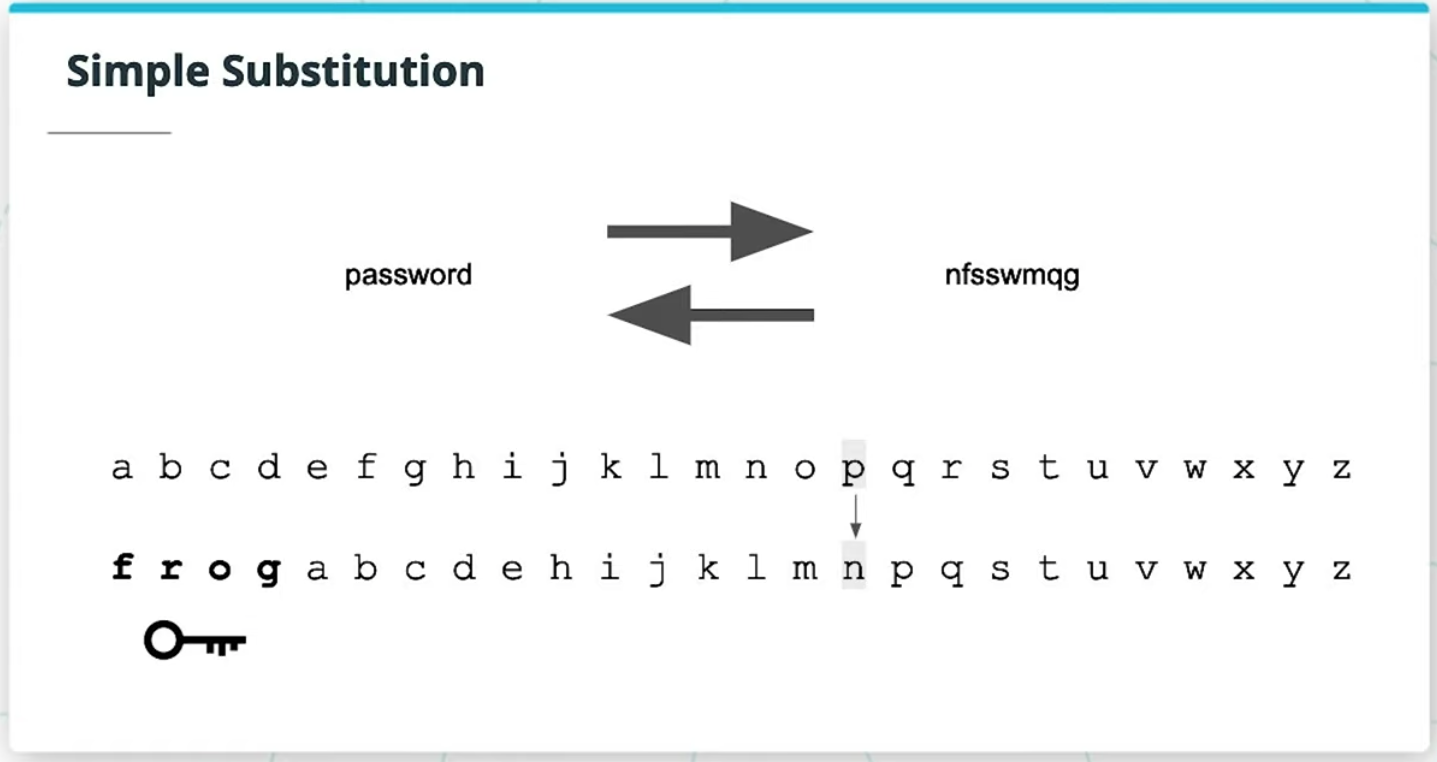 Simple Substitution
password nfsswmqg
a b c d e f g h i j k l m n o p q r s t u v w x y z
f r o g a b c d e h i j k l m n p q s t u v w x y z